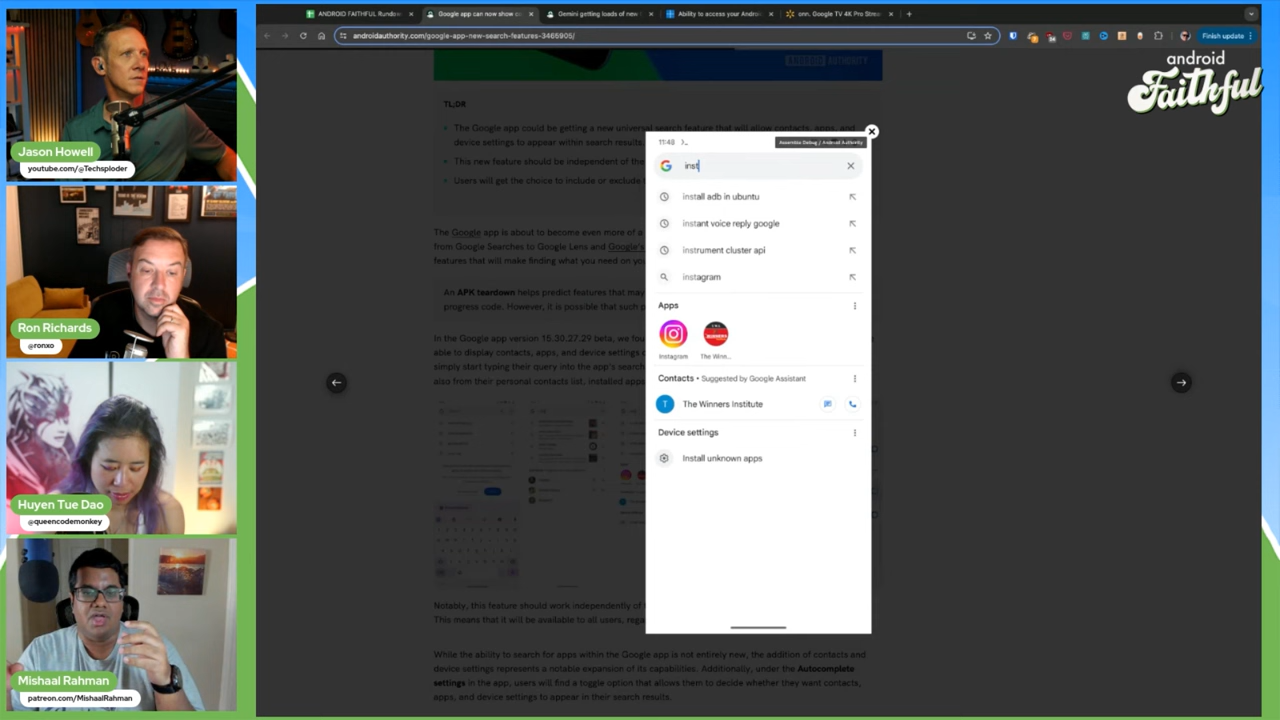 Jason Howell
youtube.com/@Techsploder
Ron Richards
@ronxo
Huyen Tue Dao
@queencodemonkey
Mishaal Rahman
patreon.com/MishaalRahman
ANDROID FAITHFUL Rundow
Google app can now show co
Gemini getting loads of new
Ability to access your Android
onn. Google TV 4K Pro Strea
androidauthority.com/google-app-new-search-features-3466905/
Finish update
android
Faithful
ANDROID AUTHORITY
TL;DR
The Google app could be getting a new universal search feature that will allow contacts, apps, and
device settings to appear within search results.
This new feature should be independent of the
Users will get the choice to include or exclude
The Google app is about to become even more of a
from Google Searches to Google Lens and Google's
features that will make finding what you need on yo
An APK teardown helps predict features that may
progress code. However, it is possible that such p
In the Google app version 15.30.27.29 beta, we fou
able to display contacts, apps, and device settings
simply start typing their query into the app's search
also from their personal contacts list, installed apps
Notably, this feature should work independently of
This means that it will be available to all users, rega
While the ability to search for apps within the Google app is not entirely new, the addition of contacts and
device settings represents a notable expansion of its capabilities. Additionally, under the Autocomplete
settings in the app, users will find a toggle option that allows them to decide whether they want contacts,
apps, and device settings to appear in their search results.
11:48
AssembleDebug / Android Authority
inst
install adb in ubuntu
instant voice reply google
instrument cluster api
instagram
Apps
Instagram
The Winn...
Contacts • Suggested by Google Assistant
T
The Winners Institute
Device settings
Install unknown apps